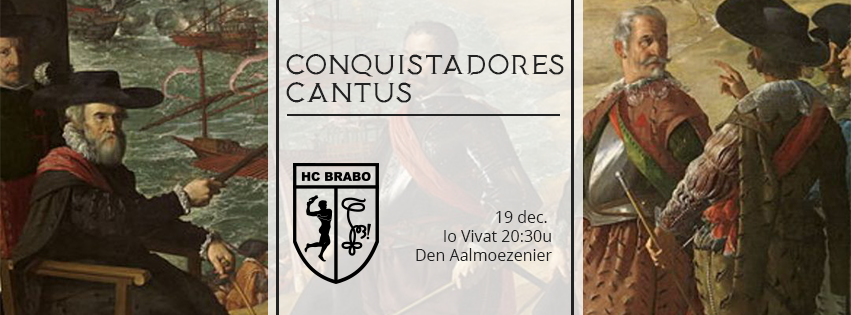 CONQUISTADORES
CANTUS
HC BRABO
19 dec.
Io Vivat 20:30u
Den Aalmoezenier